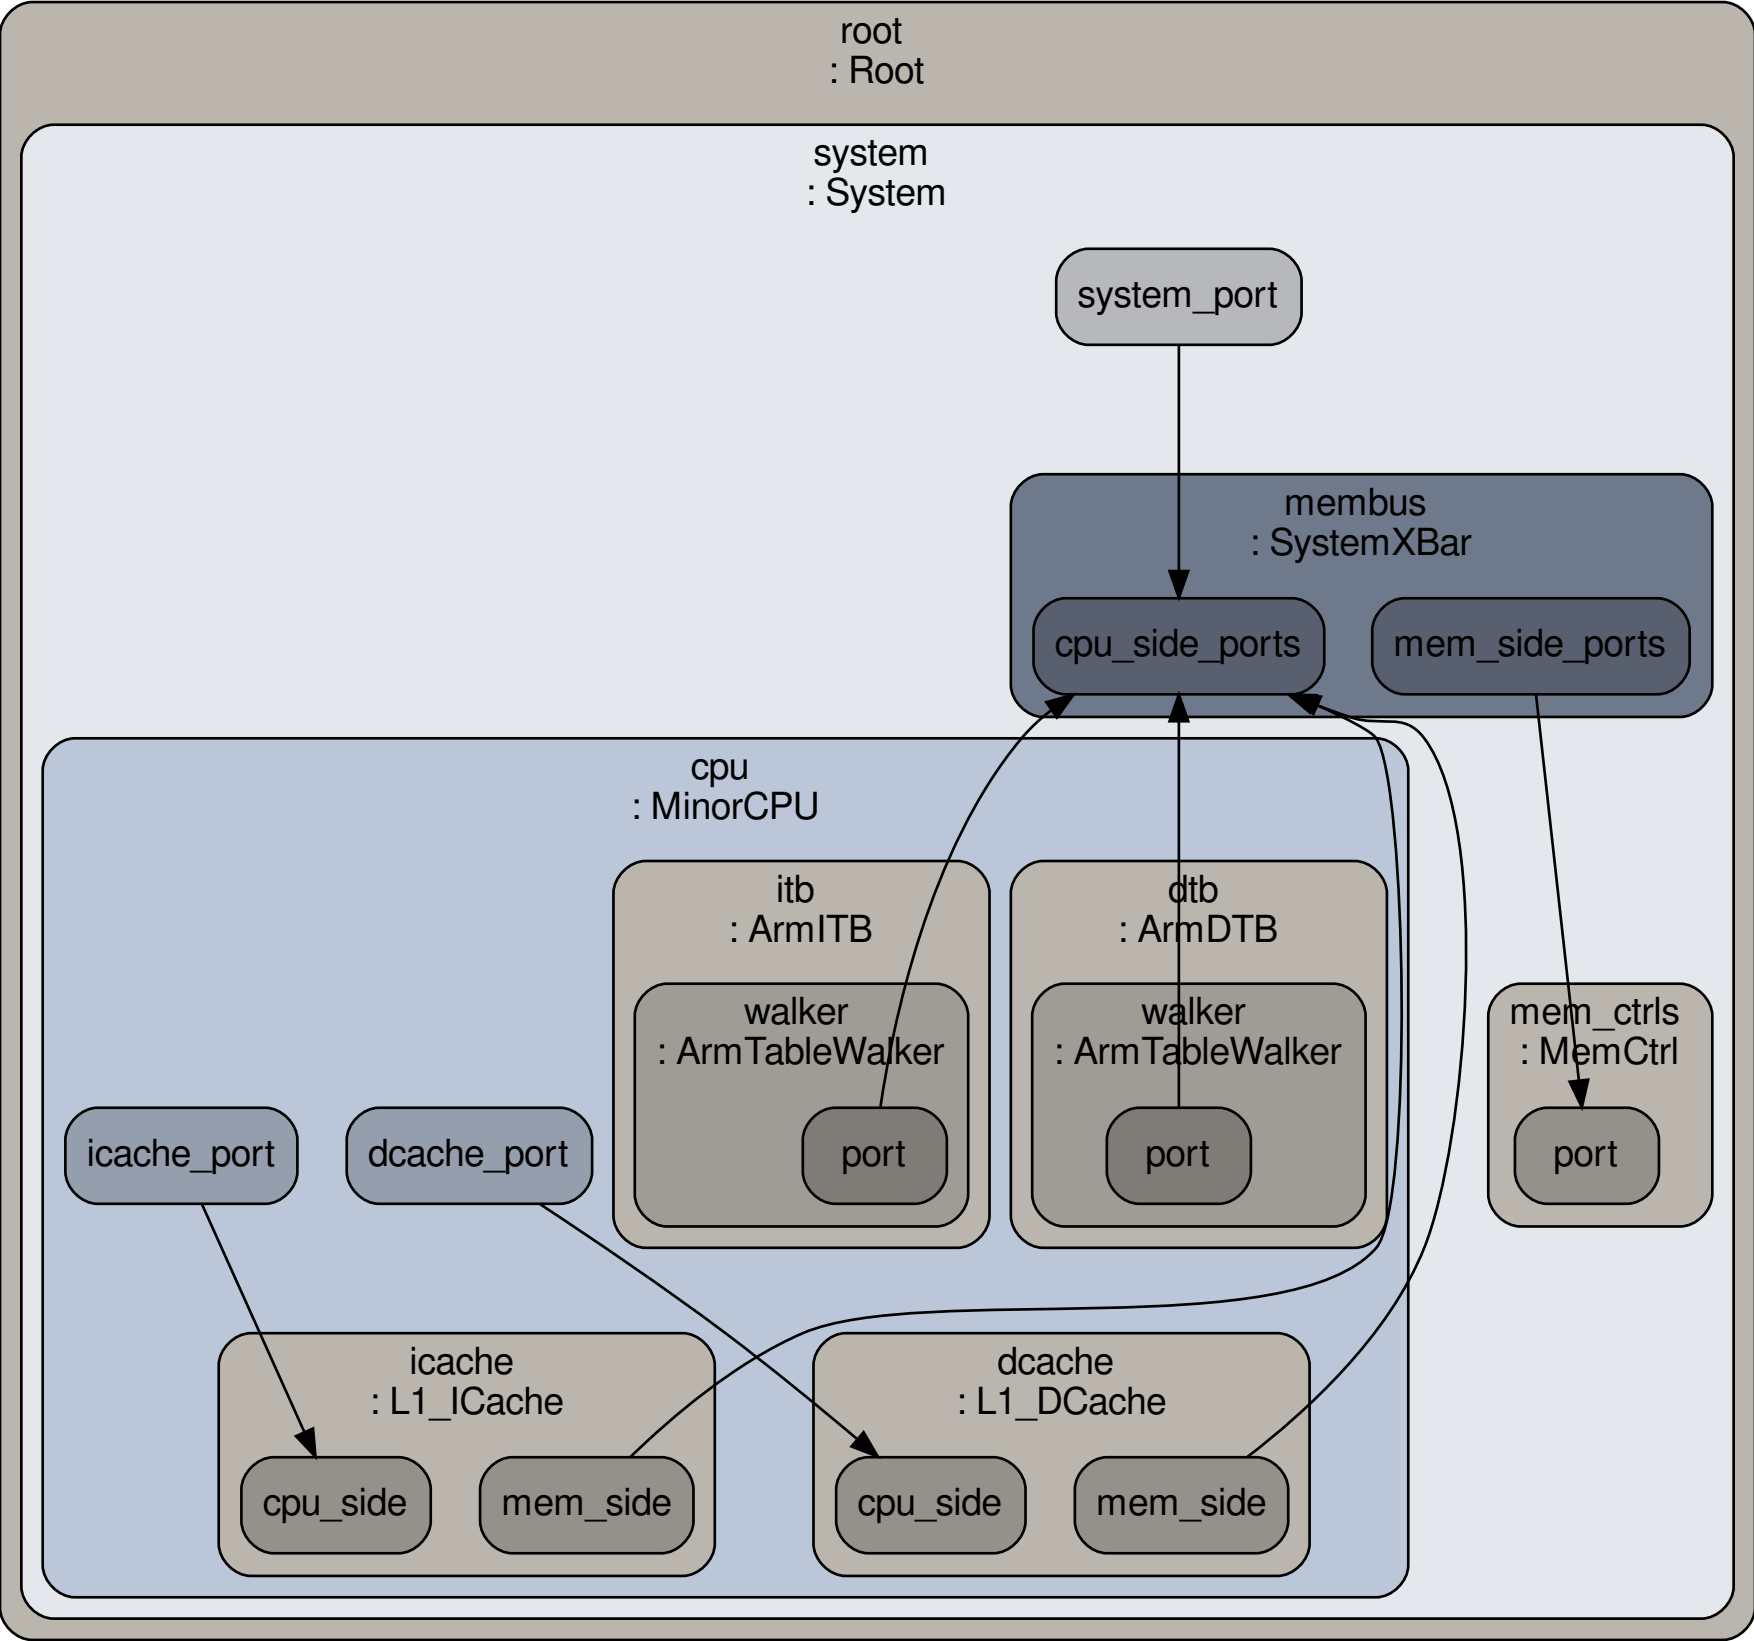 root
: Root
system
: System
system_port
membus
: SystemXBar
cpu_side_ports
mem_side_ports
cpu
: MinorCPU
itb
: ArmITB
dtb
: ArmDTB
walker
: ArmTableWalker
walker
: ArmTableWalker
mem_ctrls
: MemCtrl
icache_port
dcache_port
port
port
port
icache
: L1_ICache
dcache
: L1_DCache
cpu_side
mem_side
cpu_side
mem_side